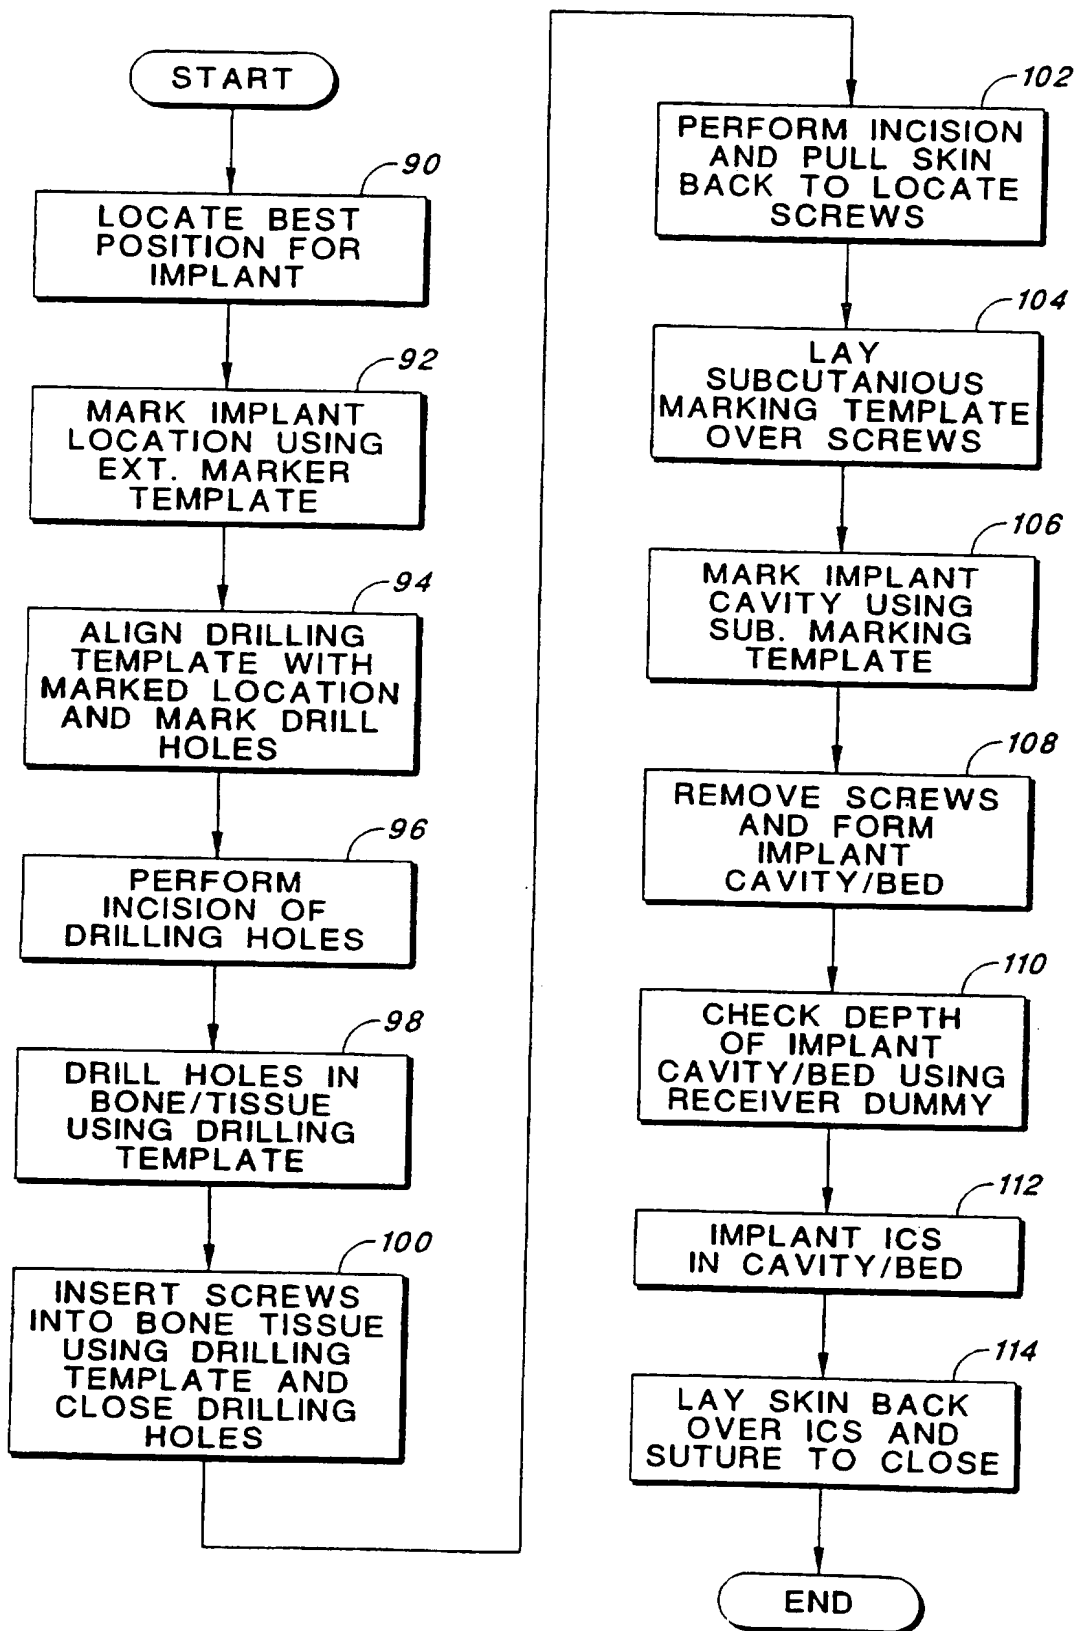 START
90
LOCATE BEST
POSITION FOR
IMPLANT
92
MARK IMPLANT
LOCATION USING
EXT. MARKER
TEMPLATE
94
ALIGN DRILLING
TEMPLATE WITH
MARKED LOCATION
AND MARK DRILL
HOLES
96
PERFORM
INCISION OF
DRILLING HOLES
98
DRILL HOLES IN
BONE/TISSUE
USING DRILLING
TEMPLATE
100
INSERT SCREWS
INTO BONE TISSUE
USING DRILLING
TEMPLATE AND
CLOSE DRILLING
HOLES
102
PERFORM INCISION
AND PULL SKIN
BACK TO LOCATE
SCREWS
104
LAY
SUBCUTANIOUS
MARKING TEMPLATE
OVER SCREWS
106
MARK IMPLANT
CAVITY USING
SUB. MARKING
TEMPLATE
108
REMOVE SCREWS
AND FORM
IMPLANT
CAVITY/BED
110
CHECK DEPTH
OF IMPLANT
CAVITY/BED USING
RECEIVER DUMMY
112
IMPLANT ICS
IN CAVITY/BED
114
LAY SKIN BACK
OVER ICS AND
SUTURE TO CLOSE
END